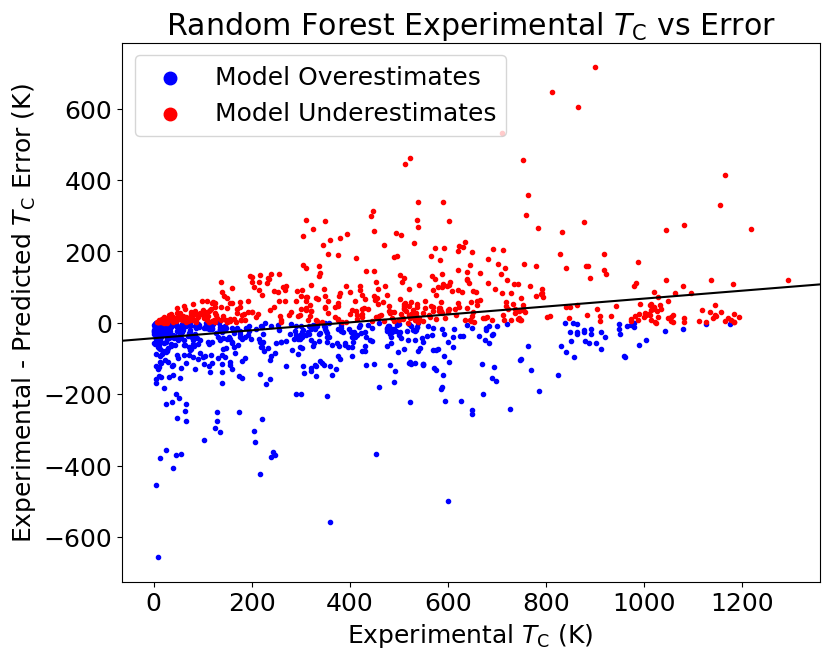 Random Forest Experimental T_C vs Error
Model Overestimates
Model Underestimates
Experimental - Predicted T_C Error (K)
600
400
200
0
−200
−400
−600
0 200 400 600 800 1000 1200
Experimental T_C (K)